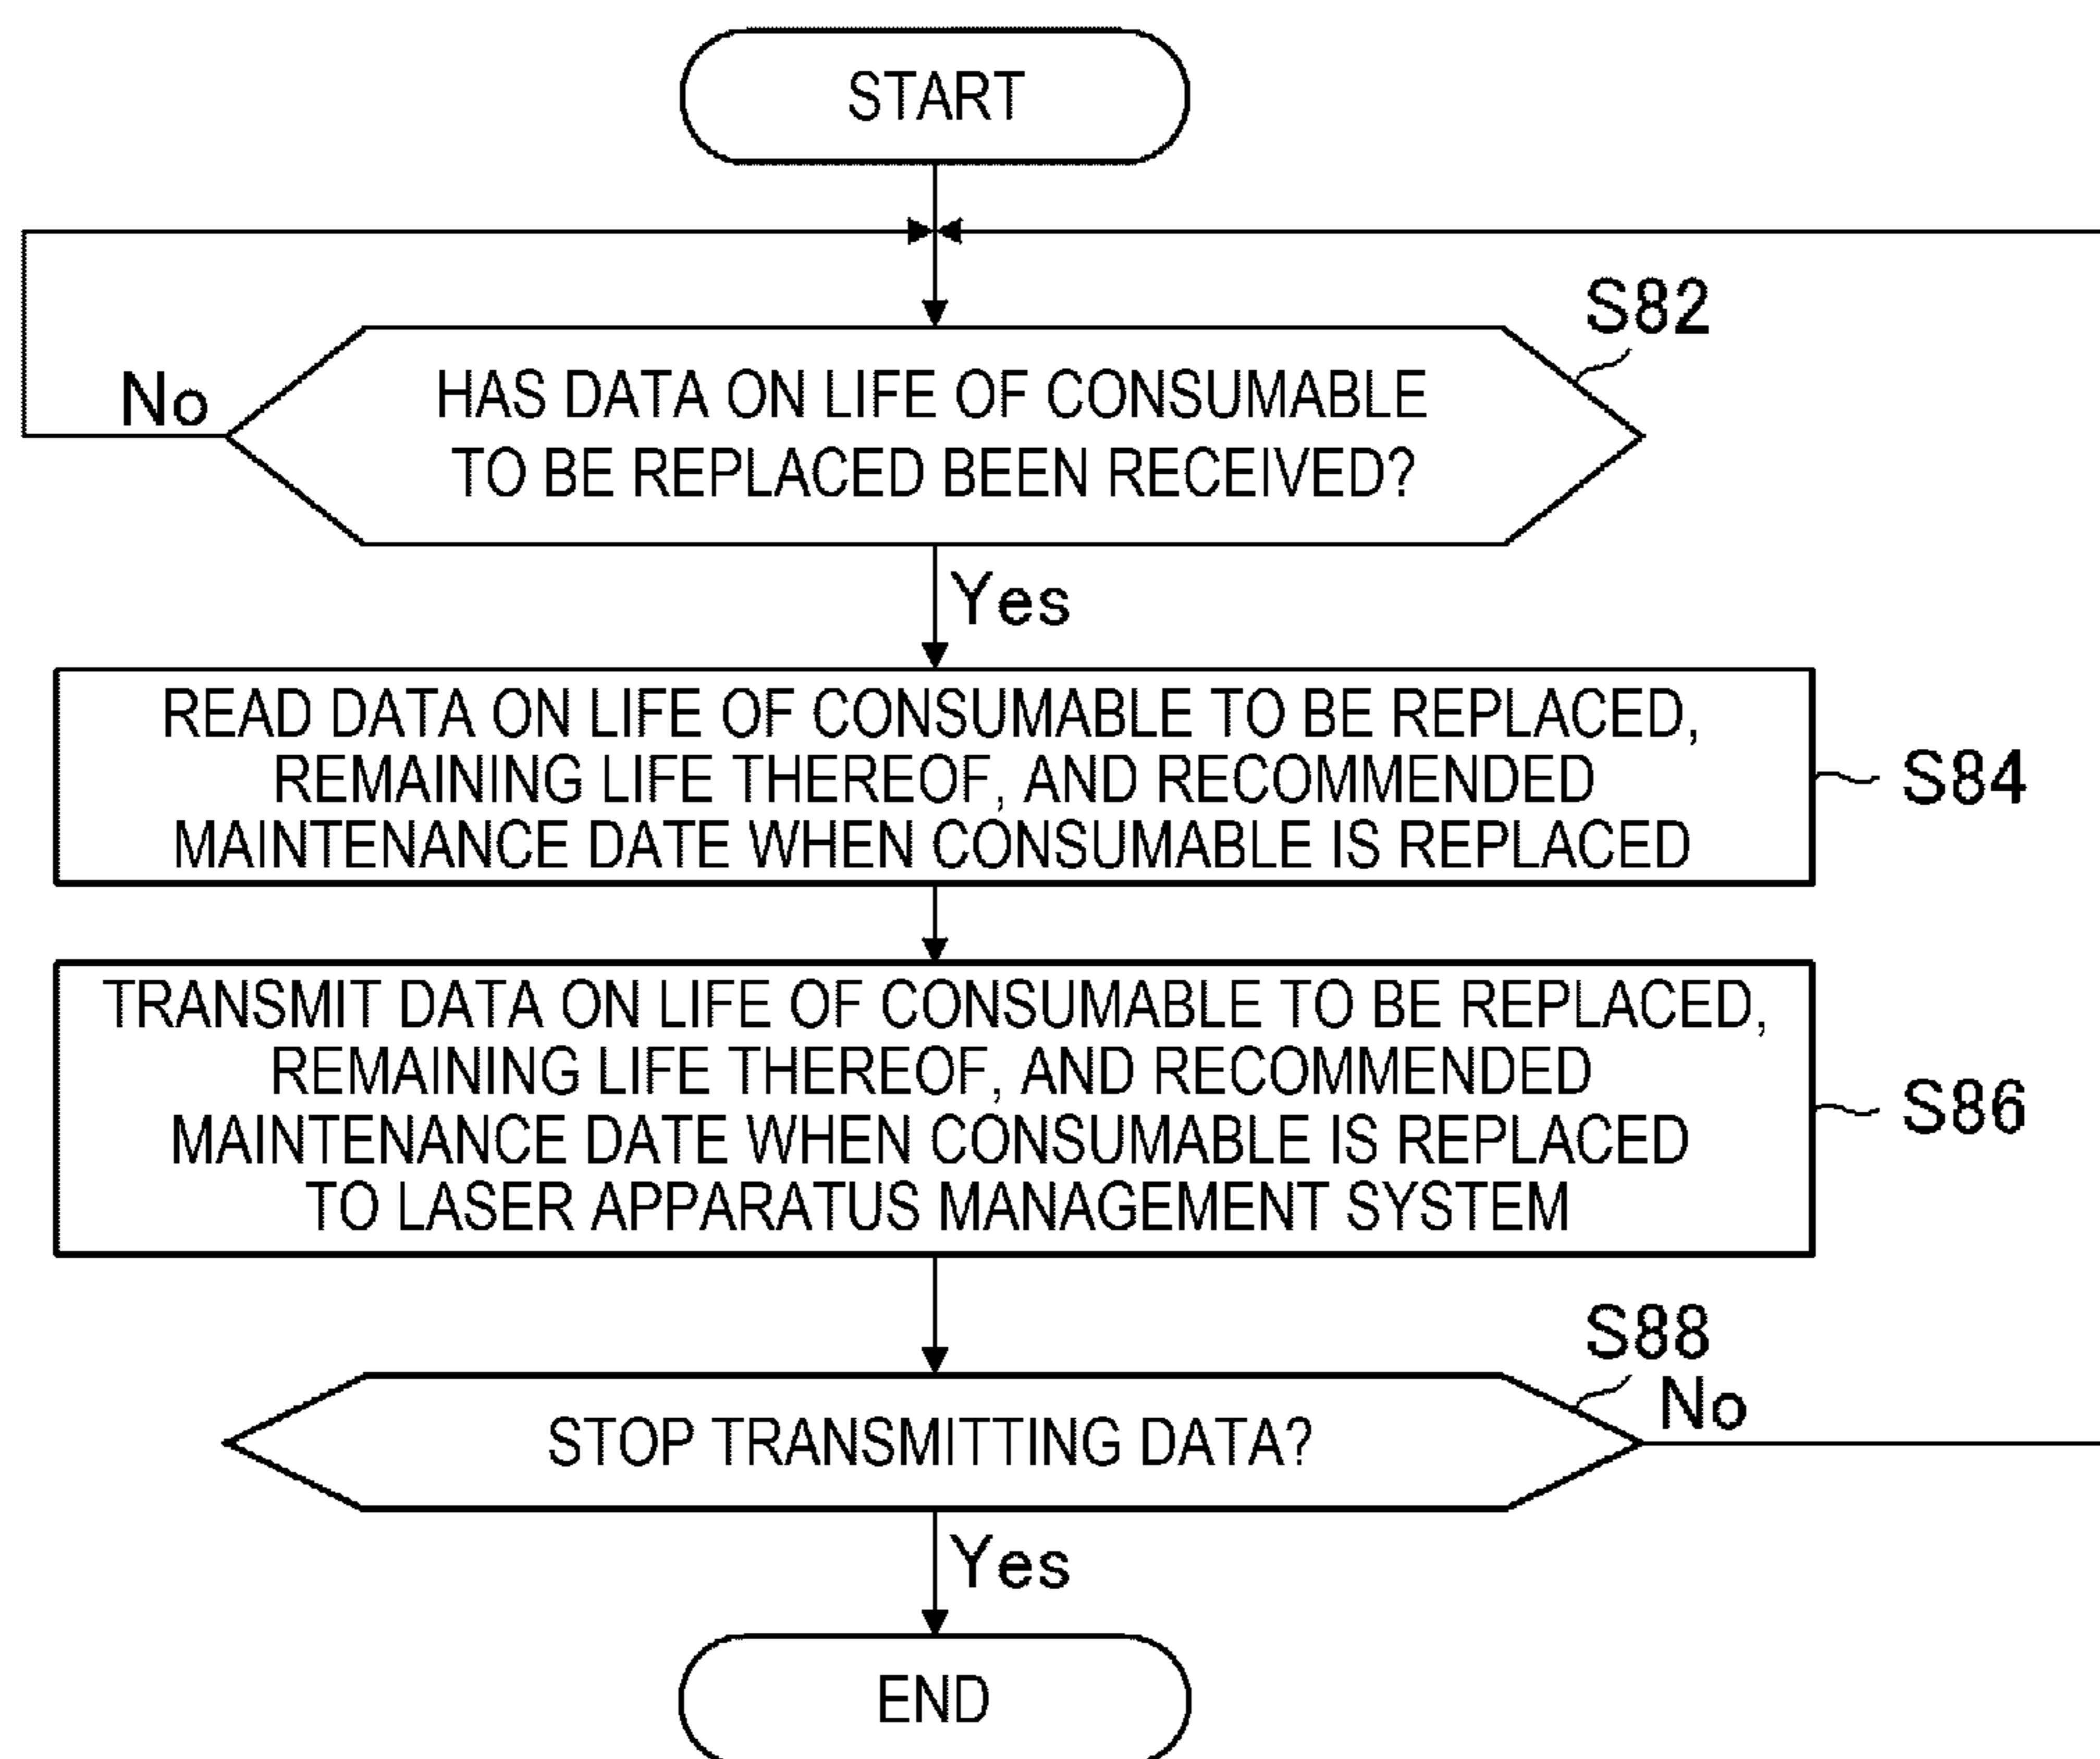 START
S82
HAS DATA ON LIFE OF CONSUMABLE
TO BE REPLACED BEEN RECEIVED?
No
Yes
READ DATA ON LIFE OF CONSUMABLE TO BE REPLACED,
REMAINING LIFE THEREOF, AND RECOMMENDED
MAINTENANCE DATE WHEN CONSUMABLE IS REPLACED
S84
TRANSMIT DATA ON LIFE OF CONSUMABLE TO BE REPLACED,
REMAINING LIFE THEREOF, AND RECOMMENDED
MAINTENANCE DATE WHEN CONSUMABLE IS REPLACED
TO LASER APPARATUS MANAGEMENT SYSTEM
S86
S88
STOP TRANSMITTING DATA?
No
Yes
END